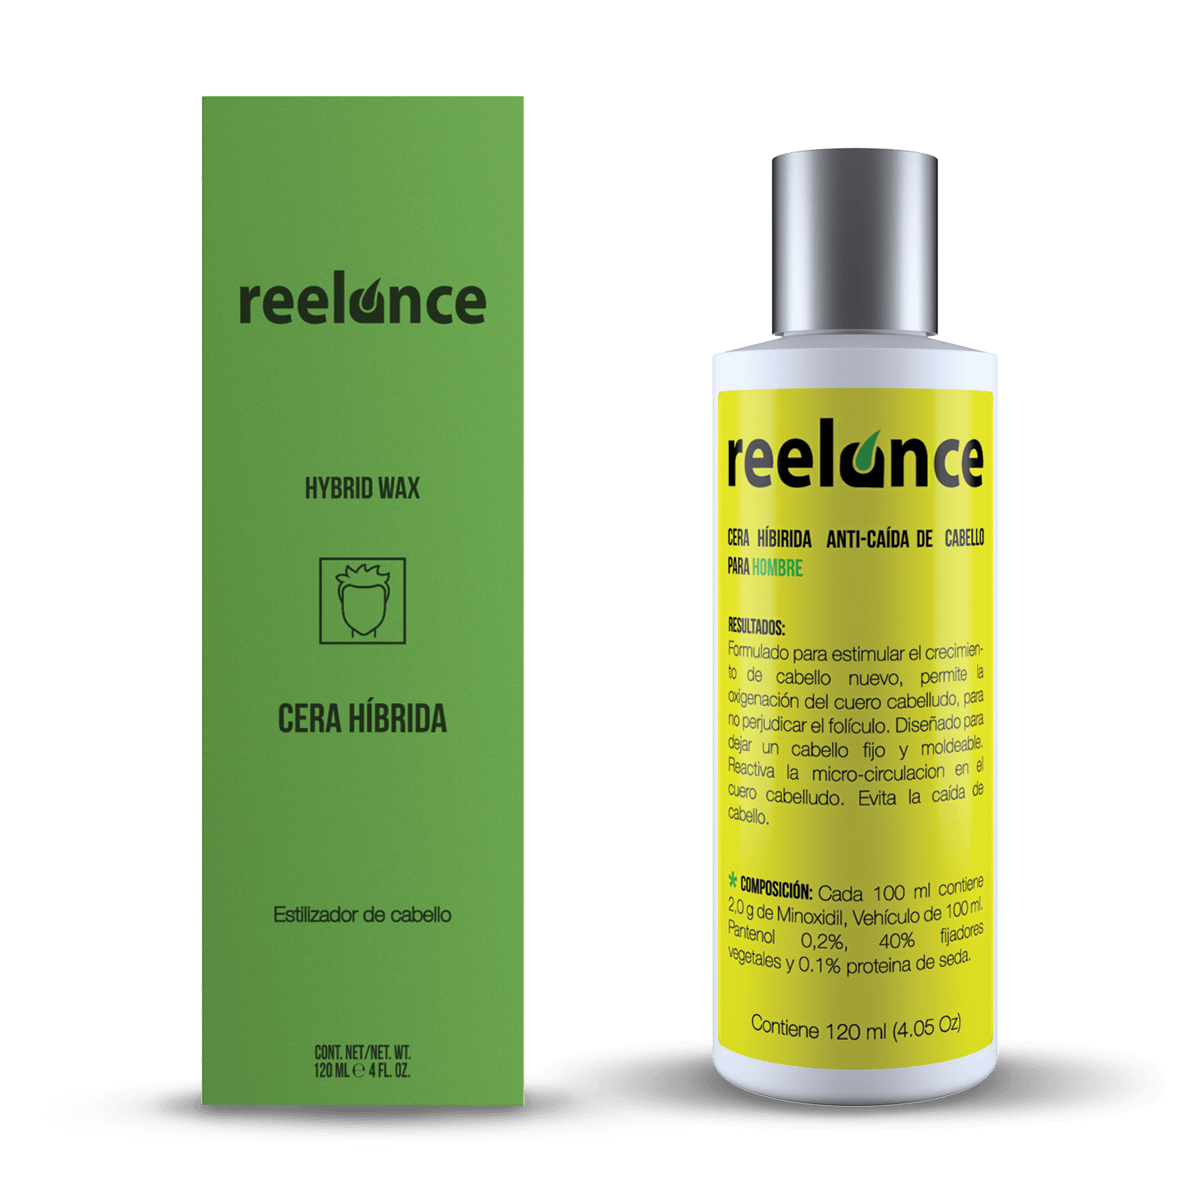 reelance
HYBRID WAX
CERA HÍBRIDA
Estilizador de cabello
CONT. NET/NET. WT.
120 ML ℮ 4 FL. OZ.
reelance
CERA HÍBIRIDA ANTI-CAÍDA DE CABELLO
PARA HOMBRE
RESULTADOS:
Formulado para estimular el crecimien-
to de cabello nuevo, permite la
oxigenación del cuero cabelludo, para
no perjudicar el folículo. Diseñado para
dejar un cabello fijo y moldeable.
Reactiva la micro-circulacion en el
cuero cabelludo. Evita la caída de
cabello.
* COMPOSICIÓN: Cada 100 ml contiene
2,0 g de Minoxidil, Vehículo de 100 ml.
Pantenol 0,2%, 40% fijadores
vegetales y 0.1% proteina de seda.
Contiene 120 ml (4.05 Oz)